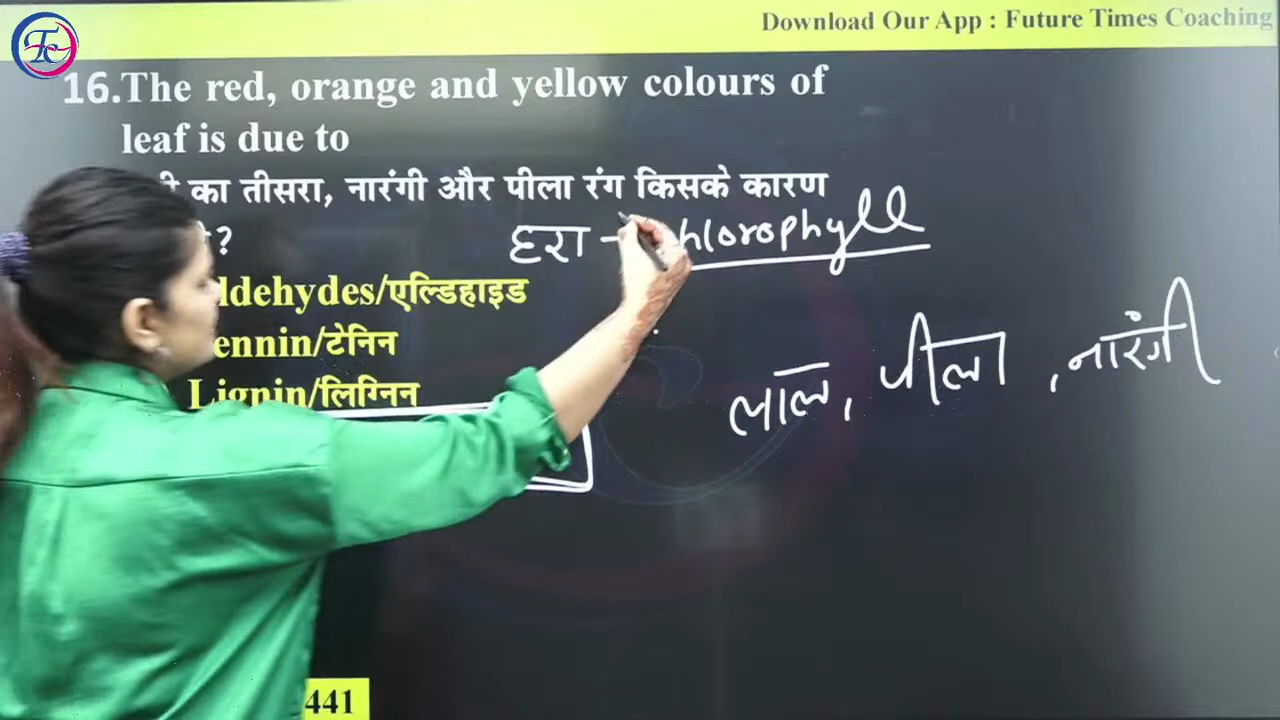 Download Our App : Future Times Coaching
16.The red, orange and yellow colours of
leaf is due to
का तीसरा, नारंगी और पीला रंग किसके कारण
?
हरा - chlorophyll
ldehydes/एल्डिहाइड
ennin/टेनिन
Lignin/लिग्निन
लाल, पीला, नारंगी
441